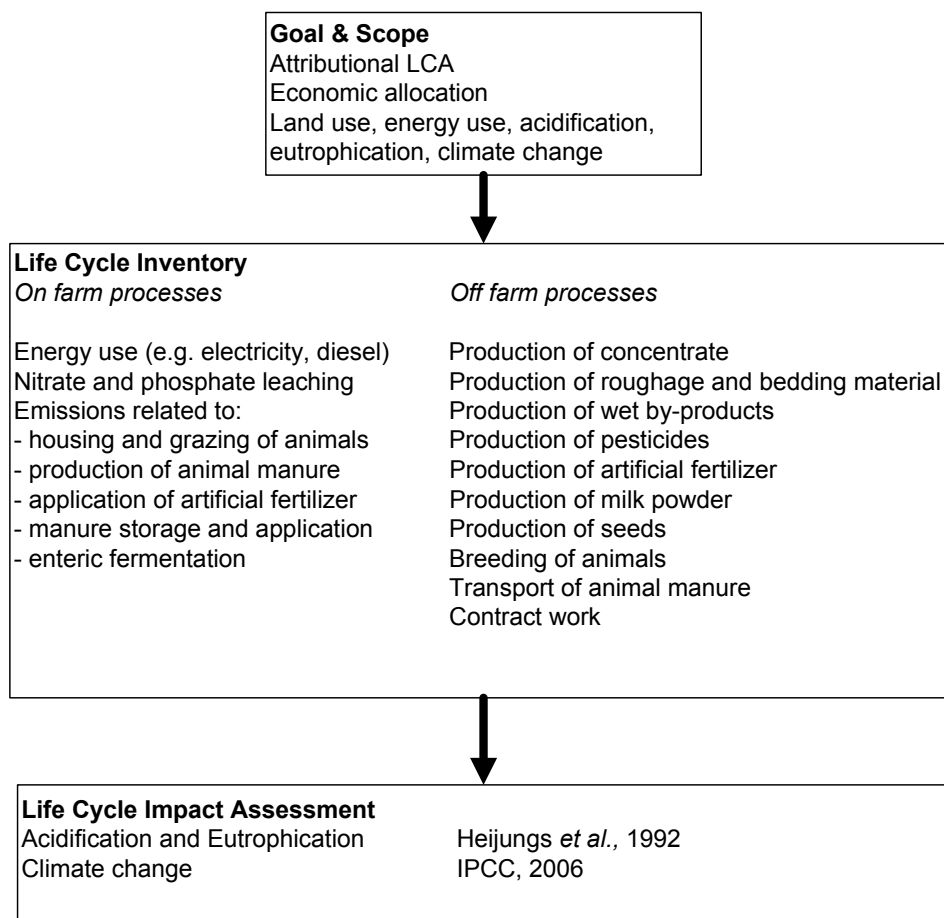 Goal & Scope
Attributional LCA
Economic allocation
Land use, energy use, acidification,
eutrophication, climate change
Life Cycle Inventory
On farm processes
Off farm processes
Energy use (e.g. electricity, diesel)
Nitrate and phosphate leaching
Emissions related to:
- housing and grazing of animals
- production of animal manure
- application of artificial fertilizer
- manure storage and application
- enteric fermentation
Production of concentrate
Production of roughage and bedding material
Production of wet by-products
Production of pesticides
Production of artificial fertilizer
Production of milk powder
Production of seeds
Breeding of animals
Transport of animal manure
Contract work
Life Cycle Impact Assessment
Acidification and Eutrophication Heijungs et al., 1992
Climate change IPCC, 2006